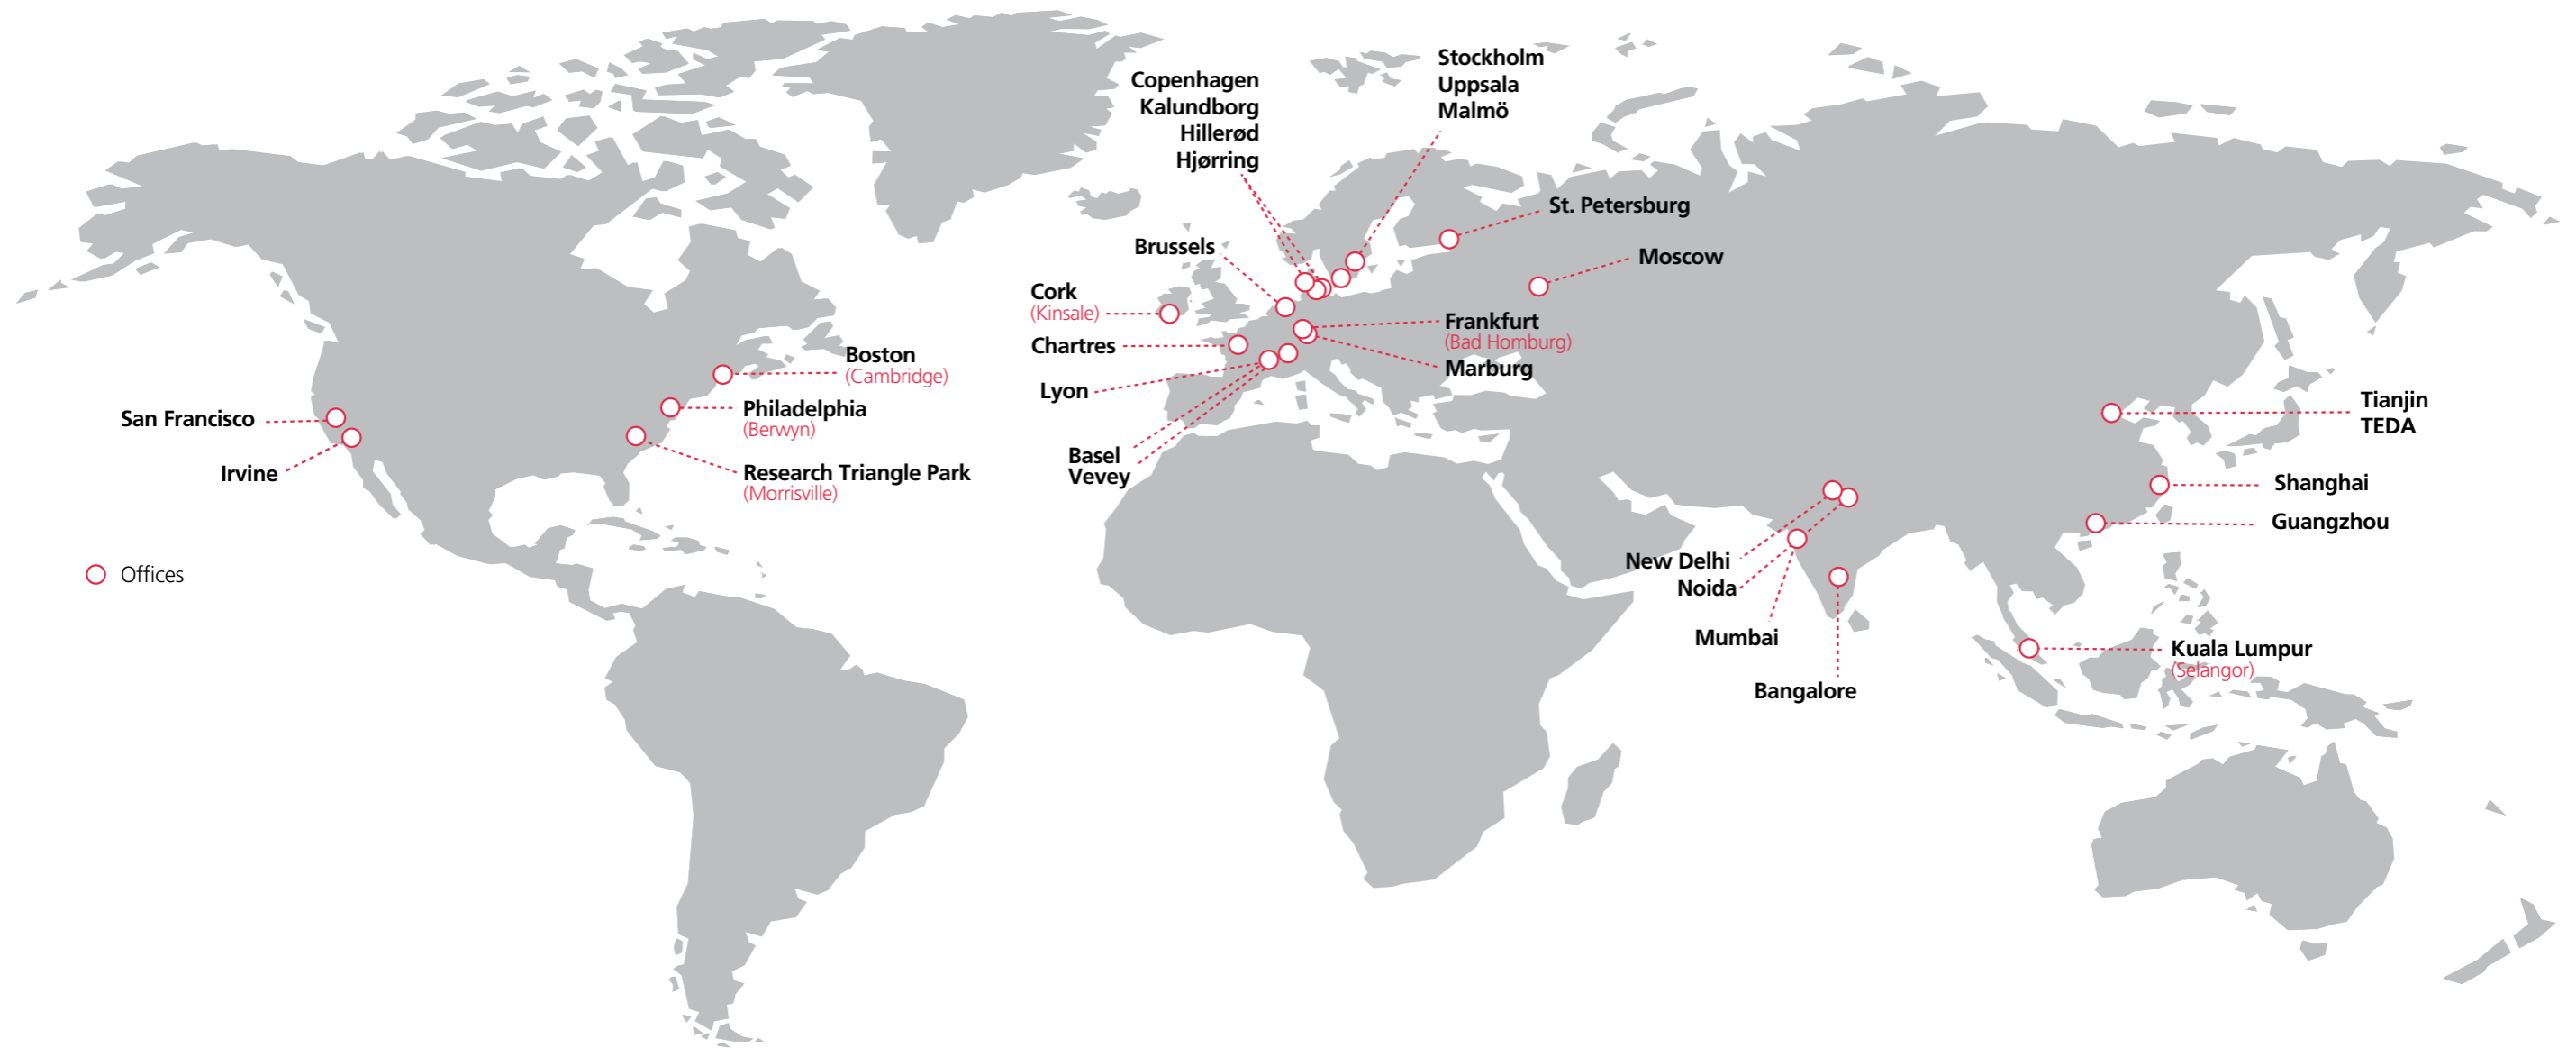 Stockholm
Uppsala
Malmö
Copenhagen
Kalundborg
Hillerød
Hjørring
St. Petersburg
Brussels
Moscow
Cork
(Kinsale)
Frankfurt
(Bad Homburg)
Chartres
Marburg
Lyon
Basel
Vevey
Boston
(Cambridge)
Philadelphia
(Berwyn)
San Francisco
Irvine
Research Triangle Park
(Morrisville)
Offices
Tianjin
TEDA
Shanghai
Guangzhou
New Delhi
Noida
Mumbai
Bangalore
Kuala Lumpur
(Selangor)